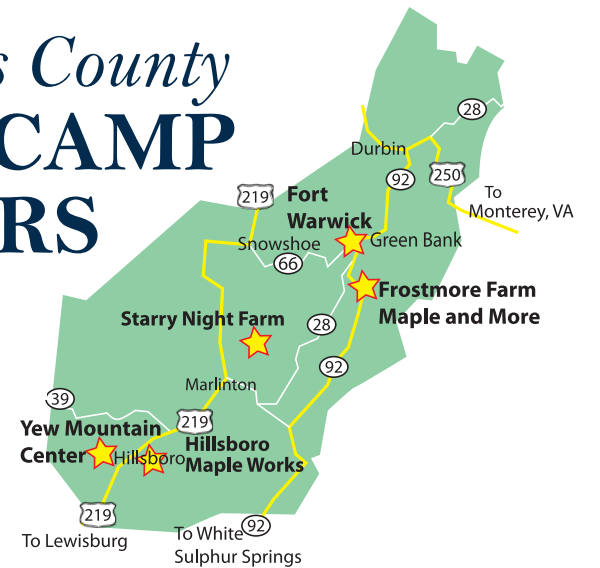 s County
CAMP
RS
28
Durbin
92
250
To
Monterey, VA
219
Fort
Warwick
Snowshoe
Green Bank
66
Frostmore Farm
Maple and More
Starry Night Farm
28
92
Marlinton
39
219
Yew Mountain
Center
Hillsboro
Hillsboro
Maple Works
219
To Lewisburg
To White
Sulphur Springs
92